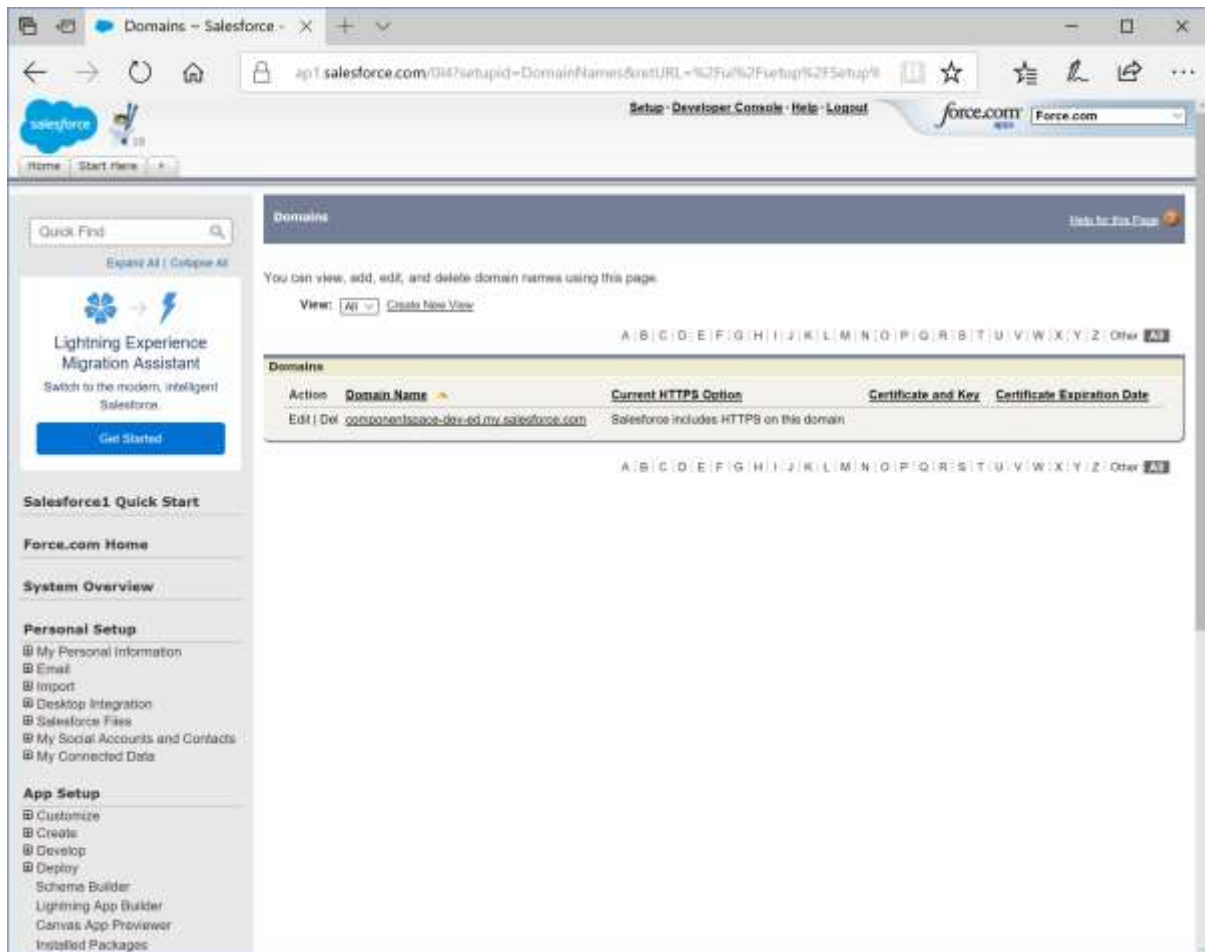 Domains ~ Salesforce -
ap1.salesforce.com/0I4?setupid=DomainNames&retURL=%2Fui%2Fsetup%2FSetup%
salesforce
18
Setup · Developer Console · Help · Logout
force.com
apps
Force.com
Home
Start Here
+
Quick Find
Expand All | Collapse All
Lightning Experience
Migration Assistant
Switch to the modern, intelligent
Salesforce.
Get Started
Salesforce1 Quick Start
Force.com Home
System Overview
Personal Setup
My Personal Information
Email
Import
Desktop Integration
Salesforce Files
My Social Accounts and Contacts
My Connected Data
App Setup
Customize
Create
Develop
Deploy
Schema Builder
Lightning App Builder
Canvas App Previewer
Installed Packages
Domains
Help for this Page
You can view, add, edit, and delete domain names using this page.
View: All Create New View
A | B | C | D | E | F | G | H | I | J | K | L | M | N | O | P | Q | R | S | T | U | V | W | X | Y | Z | Other All
Domains
Action Domain Name Current HTTPS Option Certificate and Key Certificate Expiration Date
Edit | Del componentspace-dev-ed.my.salesforce.com Salesforce includes HTTPS on this domain
A | B | C | D | E | F | G | H | I | J | K | L | M | N | O | P | Q | R | S | T | U | V | W | X | Y | Z | Other All